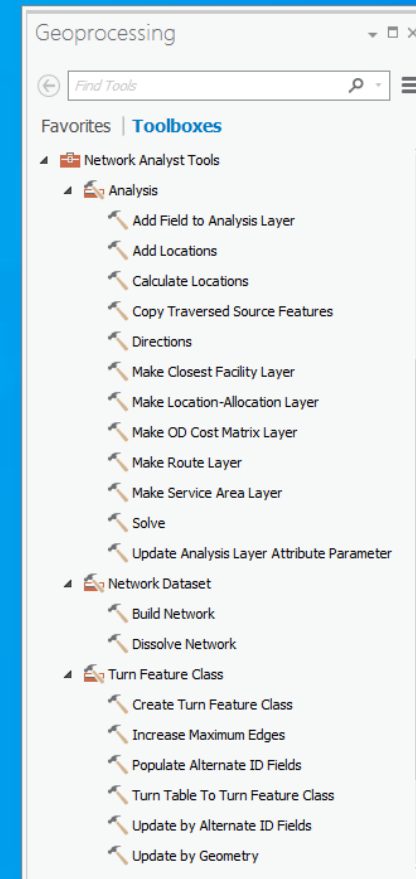 Geoprocessing
Find Tools
Favorites | Toolboxes
Network Analyst Tools
Analysis
Add Field to Analysis Layer
Add Locations
Calculate Locations
Copy Traversed Source Features
Directions
Make Closest Facility Layer
Make Location-Allocation Layer
Make OD Cost Matrix Layer
Make Route Layer
Make Service Area Layer
Solve
Update Analysis Layer Attribute Parameter
Network Dataset
Build Network
Dissolve Network
Turn Feature Class
Create Turn Feature Class
Increase Maximum Edges
Populate Alternate ID Fields
Turn Table To Turn Feature Class
Update by Alternate ID Fields
Update by Geometry